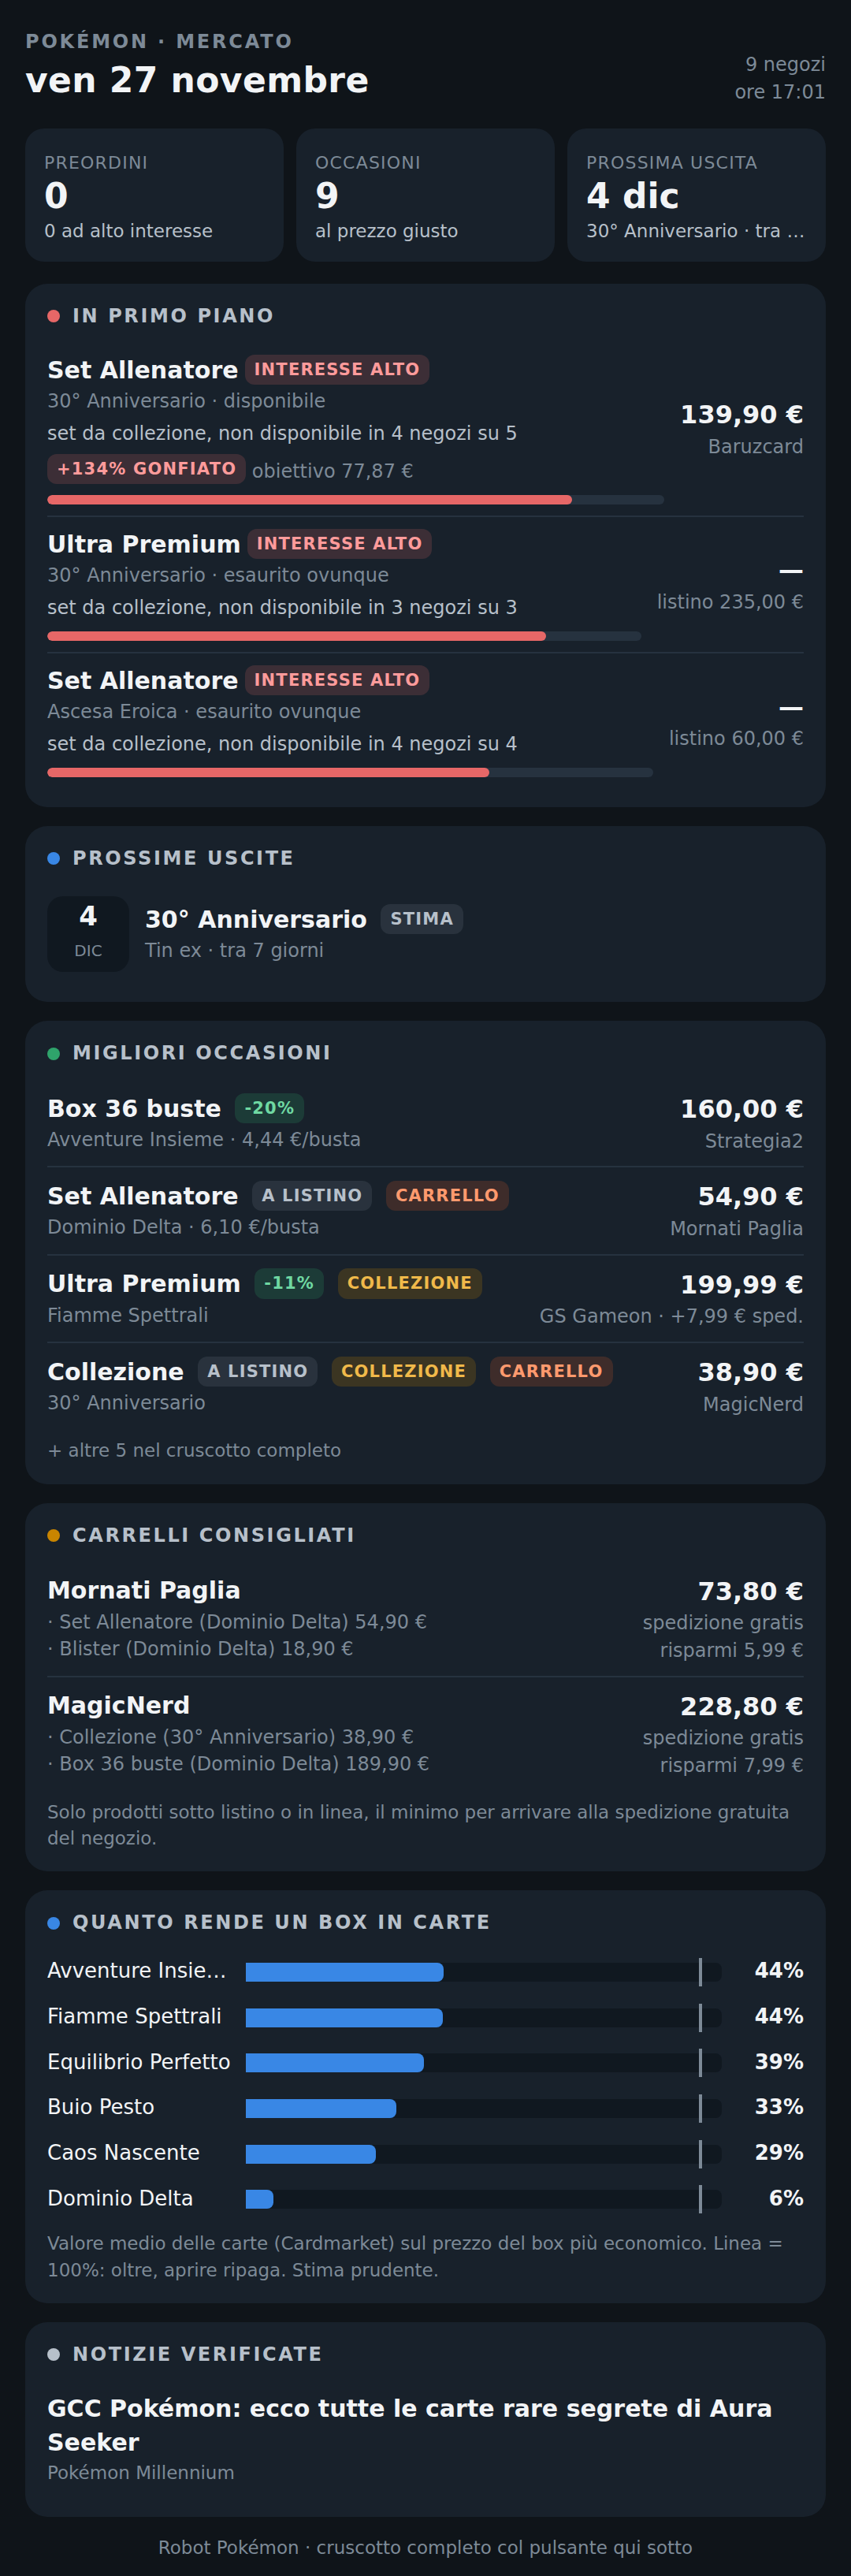 POKÉMON · MERCATO
ven 27 novembre
9 negozi
ore 17:01
PREORDINI
0
0 ad alto interesse
OCCASIONI
9
al prezzo giusto
PROSSIMA USCITA
4 dic
30° Anniversario · tra …
IN PRIMO PIANO
Set Allenatore INTERESSE ALTO
30° Anniversario · disponibile
set da collezione, non disponibile in 4 negozi su 5
+134% GONFIATO obiettivo 77,87 €
139,90 €
Baruzcard
Ultra Premium INTERESSE ALTO
30° Anniversario · esaurito ovunque
set da collezione, non disponibile in 3 negozi su 3
—
listino 235,00 €
Set Allenatore INTERESSE ALTO
Ascesa Eroica · esaurito ovunque
set da collezione, non disponibile in 4 negozi su 4
—
listino 60,00 €
PROSSIME USCITE
4
DIC
30° Anniversario STIMA
Tin ex · tra 7 giorni
MIGLIORI OCCASIONI
Box 36 buste -20%
Avventure Insieme · 4,44 €/busta
160,00 €
Strategia2
Set Allenatore A LISTINO CARRELLO
Dominio Delta · 6,10 €/busta
54,90 €
Mornati Paglia
Ultra Premium -11% COLLEZIONE
Fiamme Spettrali
199,99 €
GS Gameon · +7,99 € sped.
Collezione A LISTINO COLLEZIONE CARRELLO
30° Anniversario
38,90 €
MagicNerd
+ altre 5 nel cruscotto completo
CARRELLI CONSIGLIATI
Mornati Paglia
· Set Allenatore (Dominio Delta) 54,90 €
· Blister (Dominio Delta) 18,90 €
73,80 €
spedizione gratis
risparmi 5,99 €
MagicNerd
· Collezione (30° Anniversario) 38,90 €
· Box 36 buste (Dominio Delta) 189,90 €
228,80 €
spedizione gratis
risparmi 7,99 €
Solo prodotti sotto listino o in linea, il minimo per arrivare alla spedizione gratuita
del negozio.
QUANTO RENDE UN BOX IN CARTE
Avventure Insie… 44%
Fiamme Spettrali 44%
Equilibrio Perfetto 39%
Buio Pesto 33%
Caos Nascente 29%
Dominio Delta 6%
Valore medio delle carte (Cardmarket) sul prezzo del box più economico. Linea =
100%: oltre, aprire ripaga. Stima prudente.
NOTIZIE VERIFICATE
GCC Pokémon: ecco tutte le carte rare segrete di Aura
Seeker
Pokémon Millennium
Robot Pokémon · cruscotto completo col pulsante qui sotto